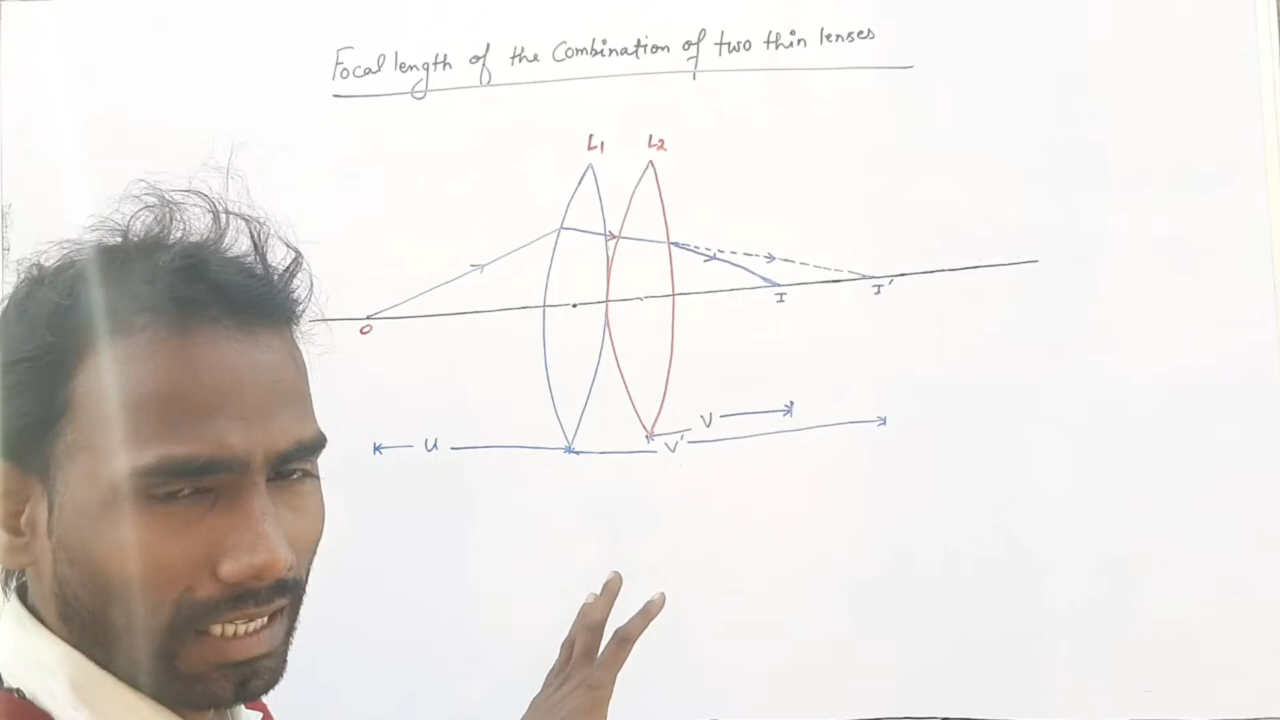 Focal length of the Combination of two thin lenses
L1 L2
O I I'
V
U V'